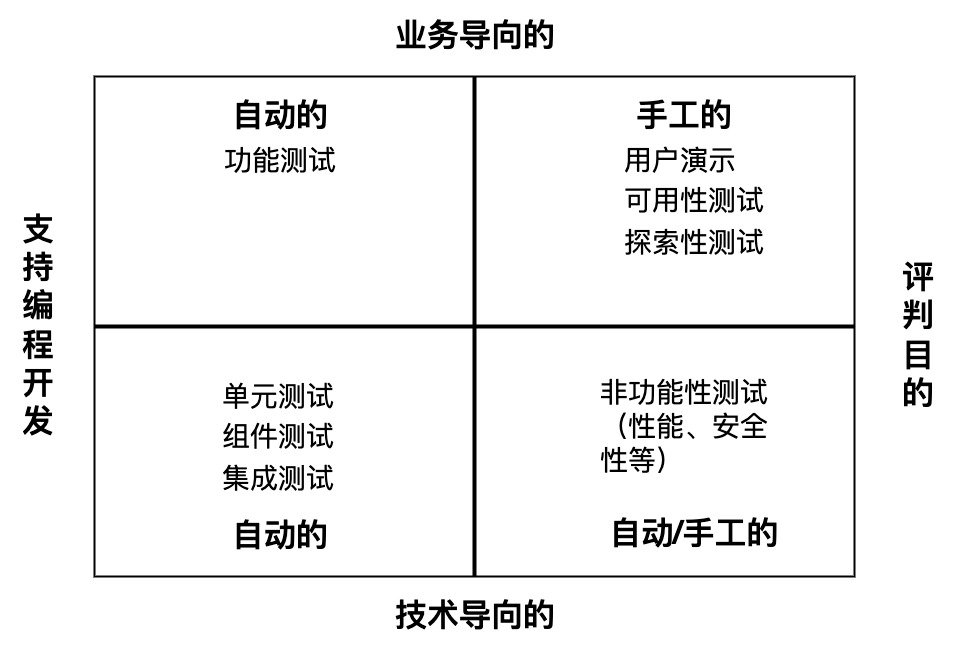 业务导向的
自动的
功能测试
手工的
用户演示
可用性测试
探索性测试
支持编程开发
评判目的
单元测试
组件测试
集成测试
自动的
非功能性测试
（性能、安全
性等）
自动/手工的
技术导向的